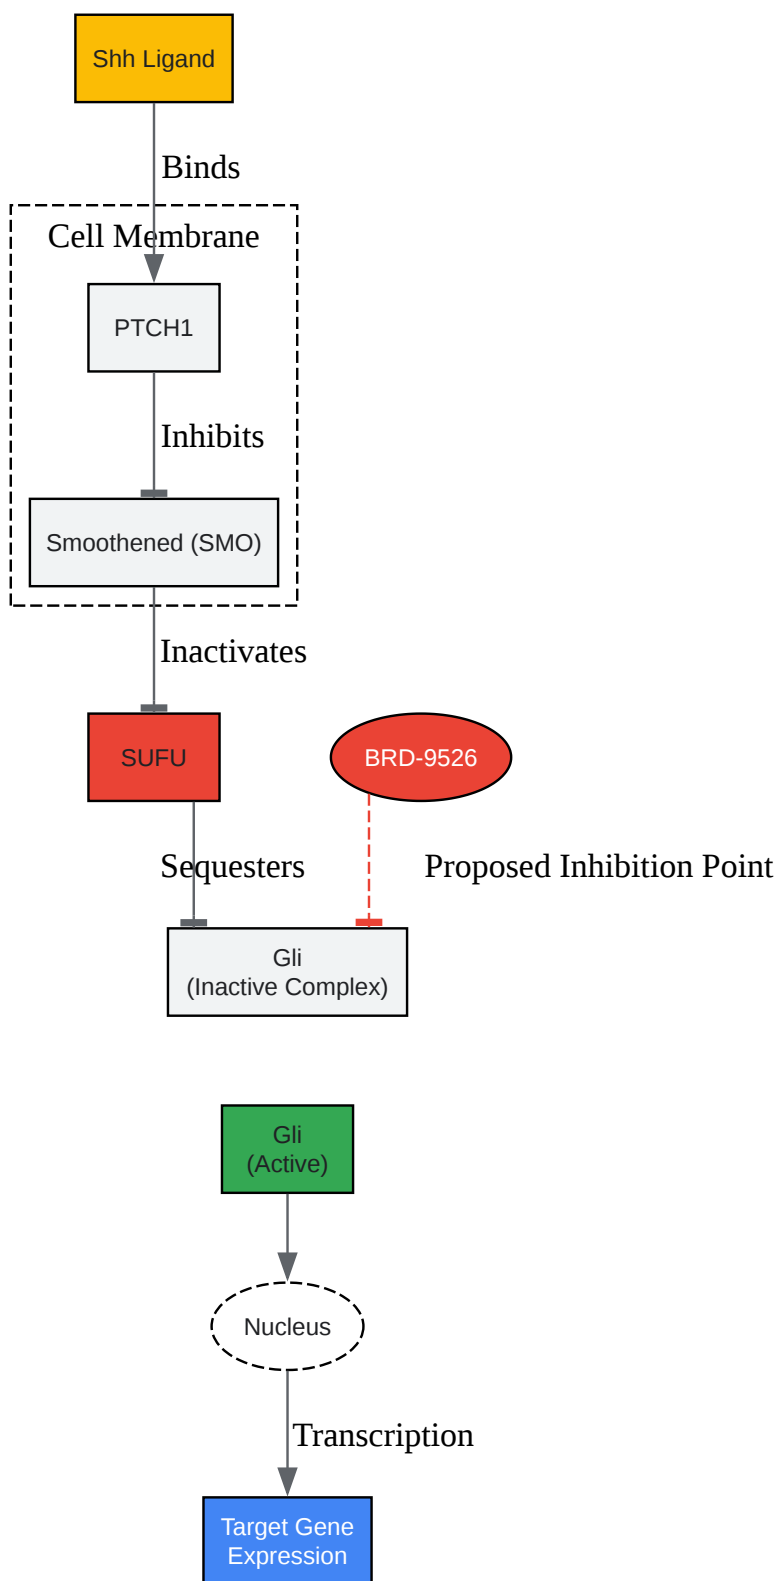 Shh Ligand
Binds
Cell Membrane
PTCH1
Inhibits
Smoothened (SMO)
Inactivates
SUFU
BRD-9526
Sequesters
Proposed Inhibition Point
Gli
(Inactive Complex)
Gli
(Active)
Nucleus
Transcription
Target Gene
Expression